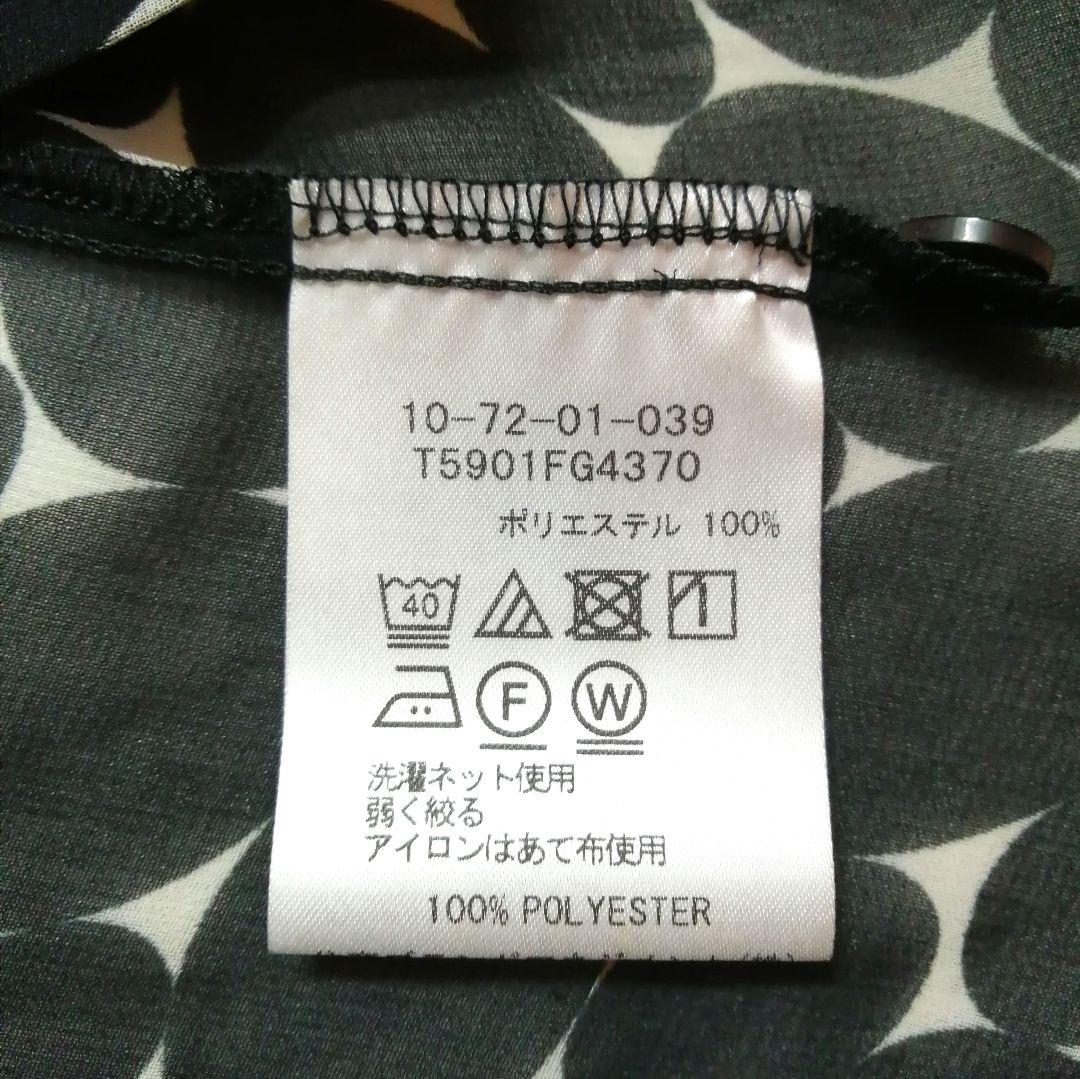 10-72-01-039
T5901FG4370
ポリエステル 100%
40
F W
洗濯ネット使用
弱く絞る
アイロンはあて布使用
100% POLYESTER